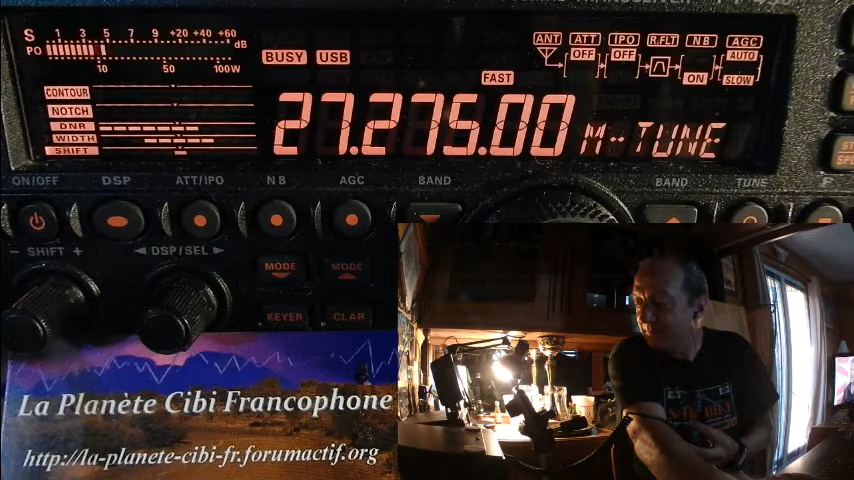 S 1 3 5 7 9 +20 +40 +60 dB
PO 10 50 100W
BUSY USB
ANT ATT IPO R.FLT NB AGC
OFF OFF AUTO
ON SLOW
FAST
CONTOUR
NOTCH
DNR
WIDTH
SHIFT
27.275.00 M-TUNE
ON/OFF DSP ATT/IPO NB AGC BAND BAND TUNE
- SHIFT + DSP/SEL
MODE MODE
KEYER CLAR
La Planète Cibi Francophone
http://la-planete-cibi-fr.forumactif.org